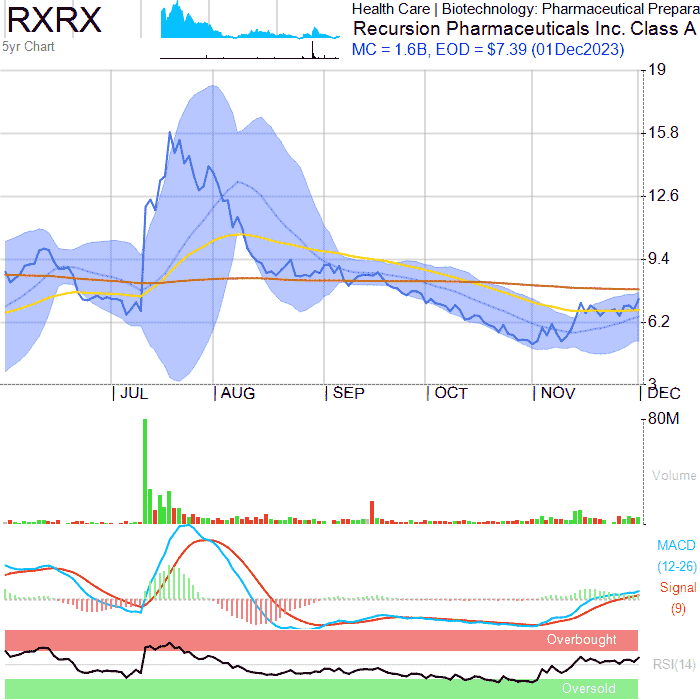 RXRX
5yr Chart
Health Care | Biotechnology: Pharmaceutical Prepara
Recursion Pharmaceuticals Inc. Class A
MC = 1.6B, EOD = $7.39 (01Dec2023)
19
15.8
12.6
9.4
6.2
3
JUL
AUG
SEP
OCT
NOV
DEC
80M
Volume
MACD
(12-26)
Signal
(9)
Overbought
RSI(14)
Oversold